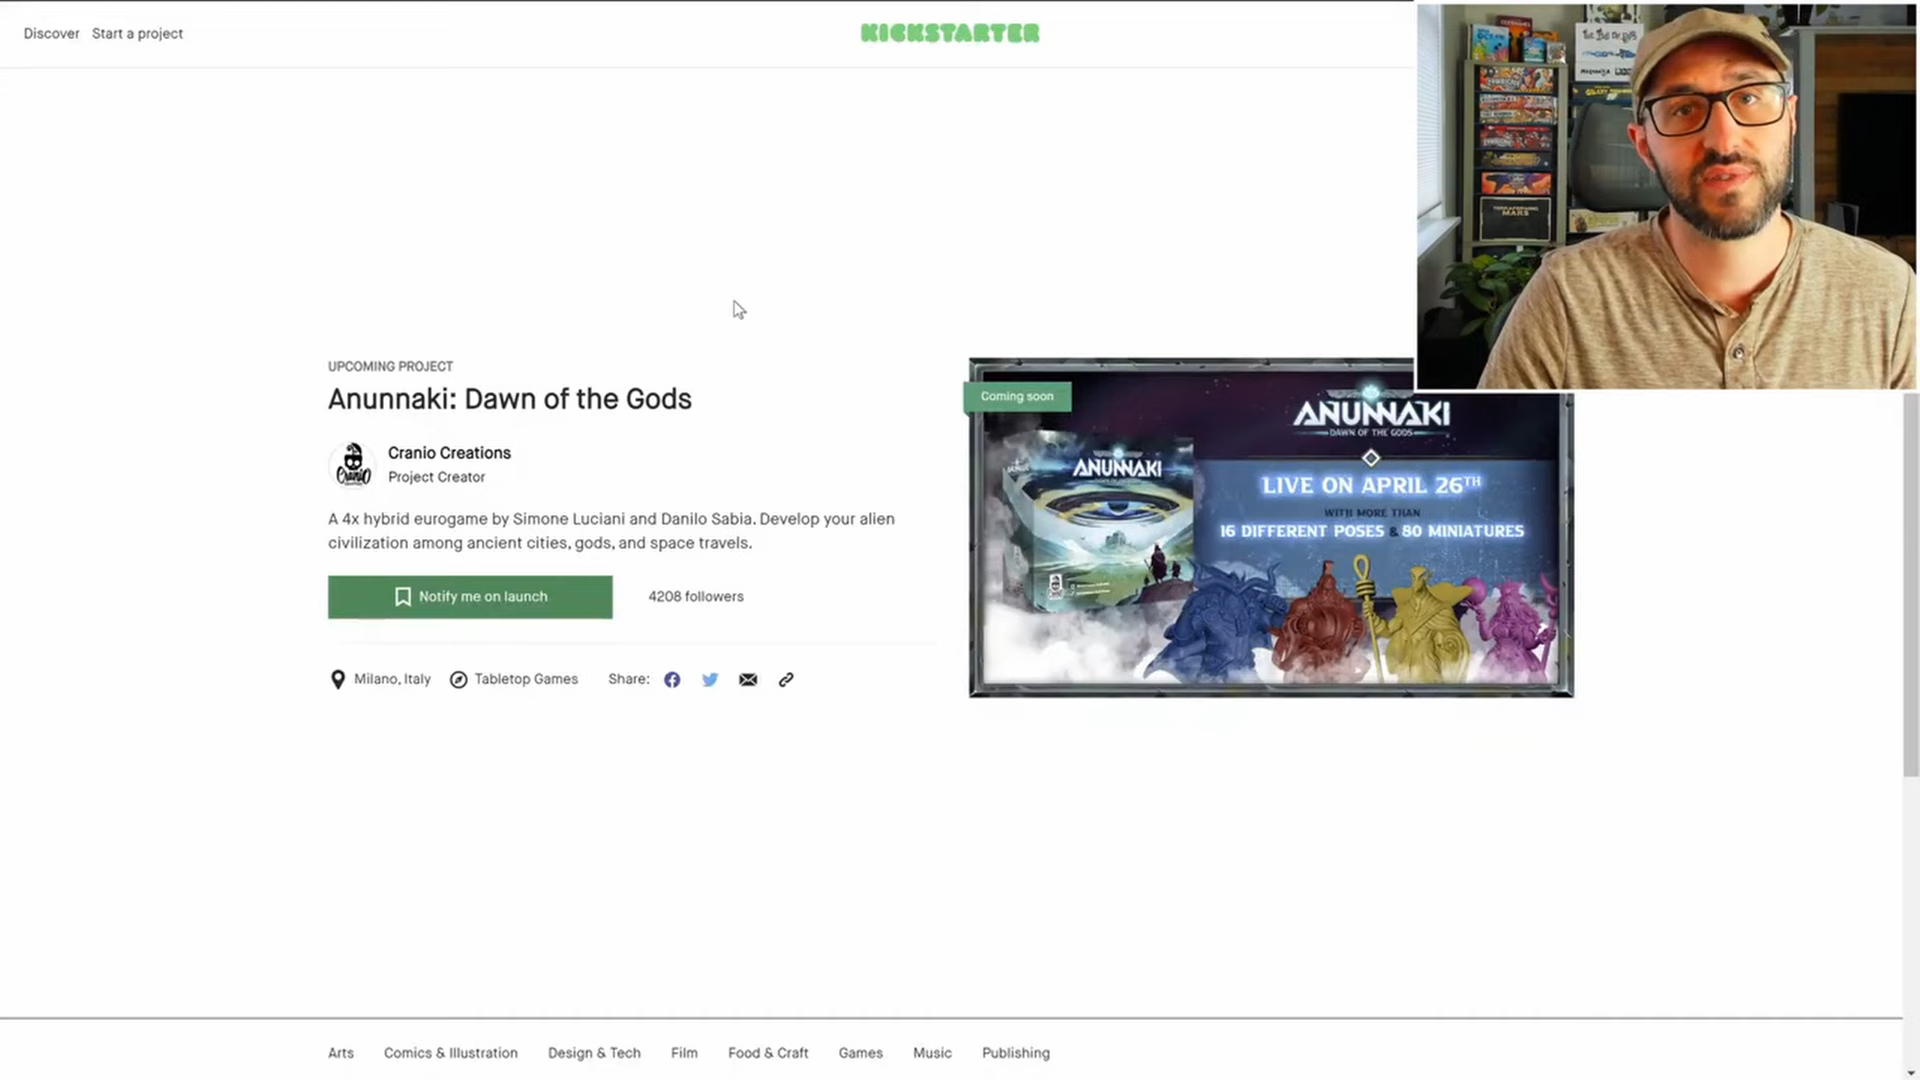 Discover Start a project
KICKSTARTER
TERRAFORMING
MARS
UPCOMING PROJECT
Anunnaki: Dawn of the Gods
Cranio Creations
Project Creator
A 4x hybrid eurogame by Simone Luciani and Danilo Sabia. Develop your alien
civilization among ancient cities, gods, and space travels.
Notify me on launch
4208 followers
Milano, Italy
Tabletop Games
Share:
Coming soon
ANUNNAKI
DAWN OF THE GODS
ANUNNAKI
LIVE ON APRIL 26TH
WITH MORE THAN
16 DIFFERENT POSES & 80 MINIATURES
Arts Comics & Illustration Design & Tech Film Food & Craft Games Music Publishing